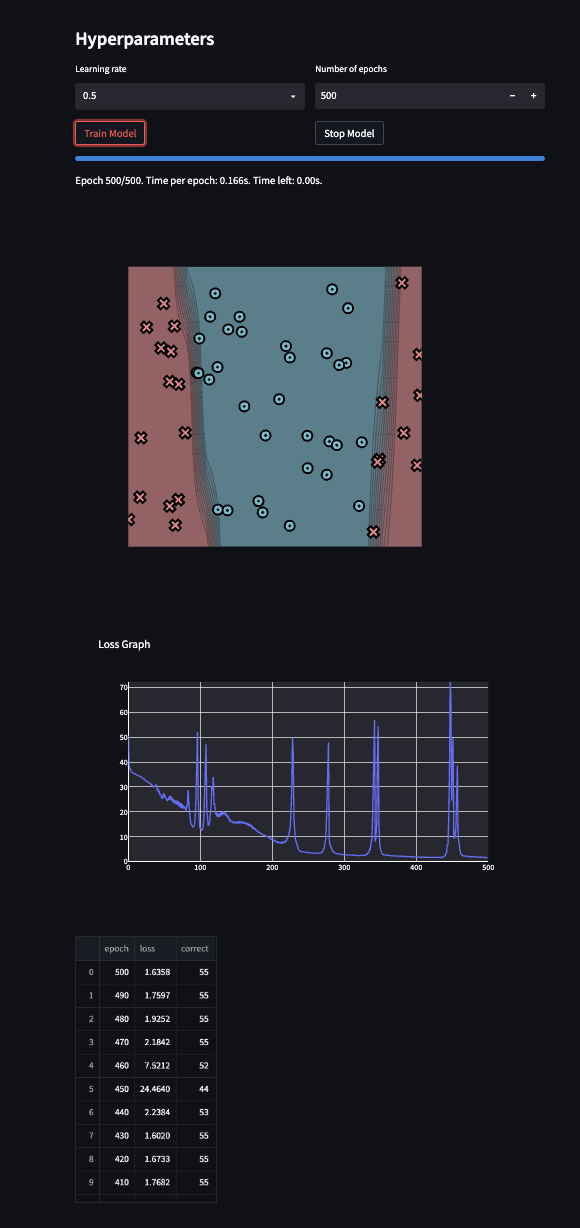 Hyperparameters
Learning rate
Number of epochs
0.5
500
− +
Train Model
Stop Model
Epoch 500/500. Time per epoch: 0.166s. Time left: 0.00s.
Loss Graph
70
60
50
40
30
20
10
0
0 100 200 300 400 500
epoch loss correct
0 500 1.6358 55
1 490 1.7597 55
2 480 1.9252 55
3 470 2.1842 55
4 460 7.5212 52
5 450 24.4640 44
6 440 2.2384 53
7 430 1.6020 55
8 420 1.6733 55
9 410 1.7682 55